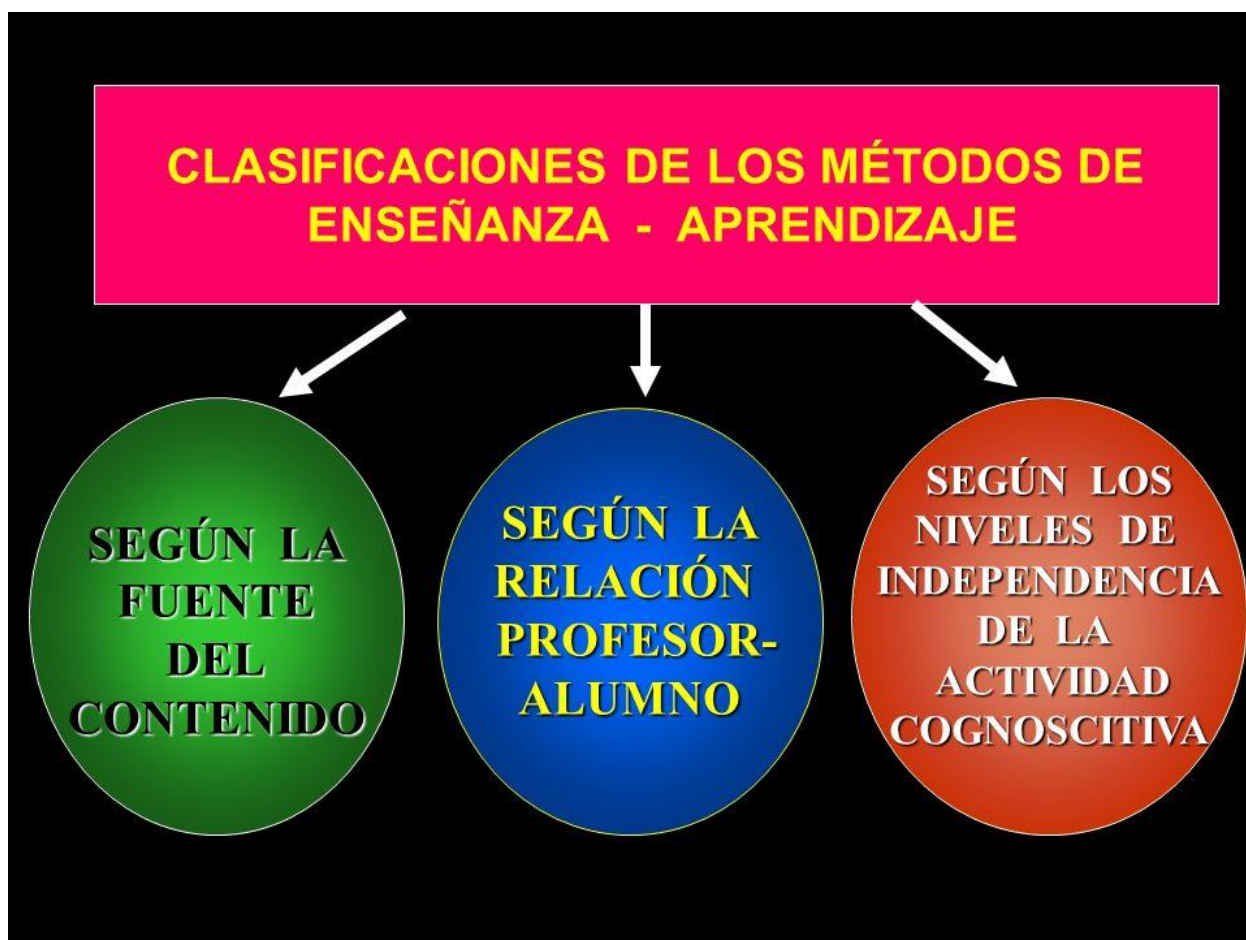 CLASIFICACIONES DE LOS MÉTODOS DE
ENSEÑANZA - APRENDIZAJE
SEGÚN LA
FUENTE
DEL
CONTENIDO
SEGÚN LA
RELACIÓN
PROFESOR-
ALUMNO
SEGÚN LOS
NIVELES DE
INDEPENDENCIA
DE LA
ACTIVIDAD
COGNOSCITIVA